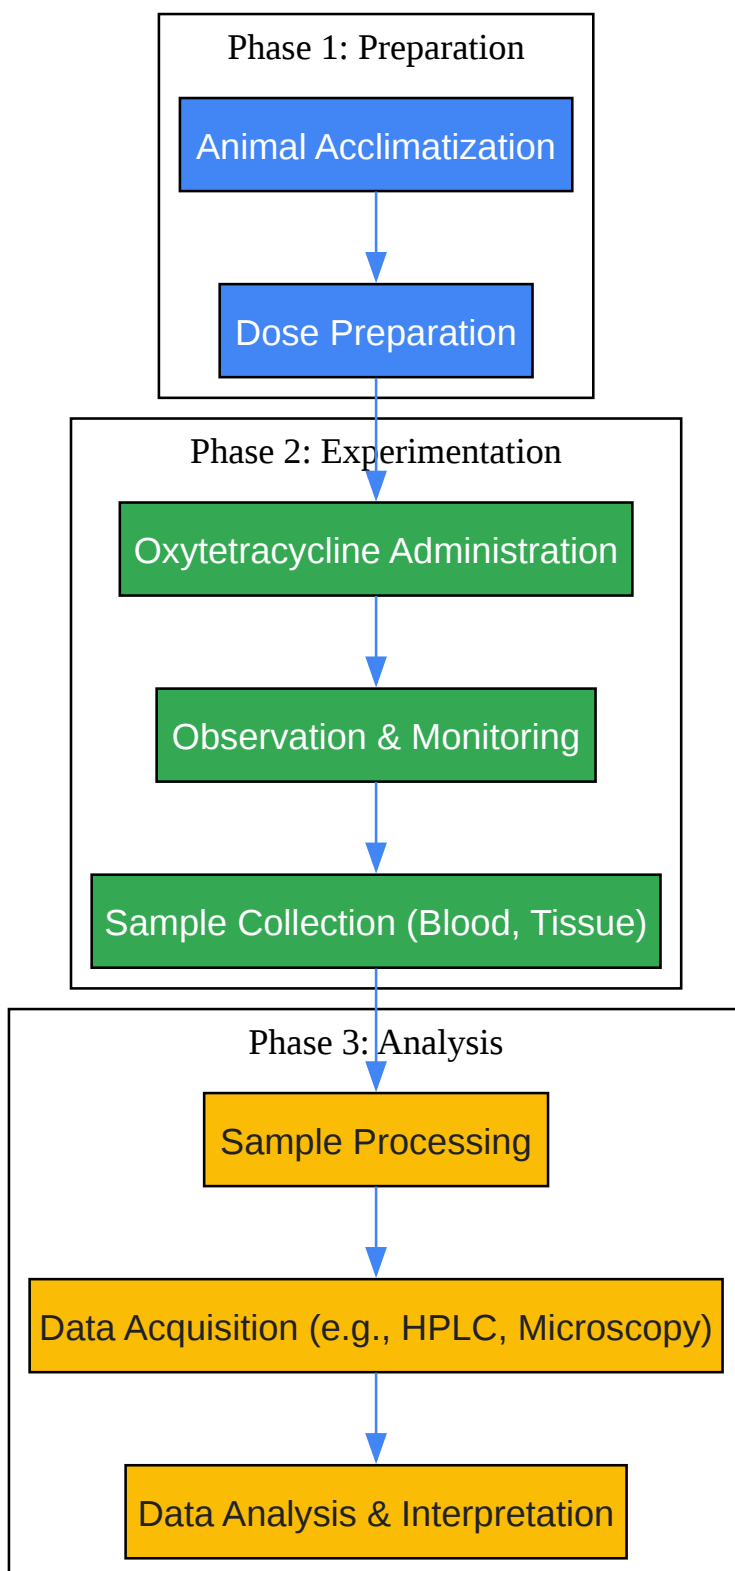 Phase 1: Preparation
Animal Acclimatization
Dose Preparation
Phase 2: Experimentation
Oxytetracycline Administration
Observation & Monitoring
Sample Collection (Blood, Tissue)
Phase 3: Analysis
Sample Processing
Data Acquisition (e.g., HPLC, Microscopy)
Data Analysis & Interpretation